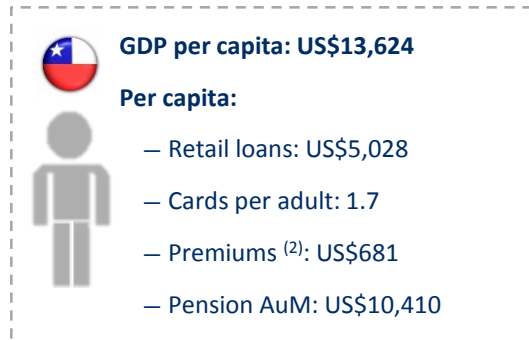 GDP per capita: US$13,624
Per capita:
— Retail loans: US$5,028
— Cards per adult: 1.7
— Premiums (2): US$681
— Pension AuM: US$10,410